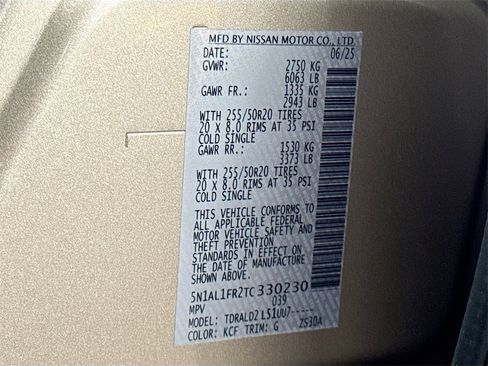 MFD BY NISSAN MOTOR CO., LTD.
DATE: 06/25
GVWR: 2750 KG
6063 LB
GAWR FR.: 1335 KG
2943 LB
WITH 255/50R20 TIRES
20 X 8.0 RIMS AT 35 PSI
COLD SINGLE
GAWR RR.: 1530 KG
3373 LB
WITH 255/50R20 TIRES
20 X 8.0 RIMS AT 35 PSI
COLD SINGLE
THIS VEHICLE CONFORMS TO
ALL APPLICABLE FEDERAL
MOTOR VEHICLE SAFETY AND
THEFT PREVENTION
STANDARDS IN EFFECT ON
THE DATE OF MANUFACTURE
SHOWN ABOVE.
5N1AL1FR2TC330230
MPV 039
MODEL: TDRALD2 L51UU7-----
COLOR: KCF TRIM: G ZS30A